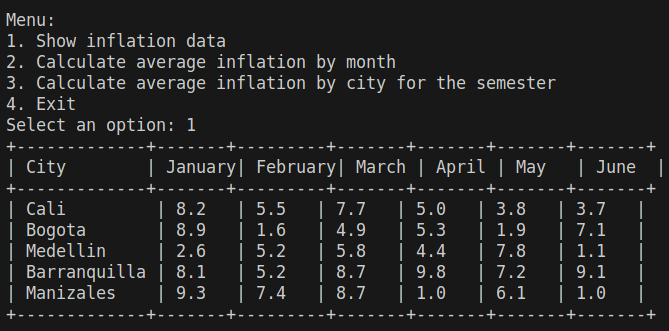 Menu:
1. Show inflation data
2. Calculate average inflation by month
3. Calculate average inflation by city for the semester
4. Exit
Select an option: 1
+-------------+-------+---------+-------+-------+-------+-------+
| City        | January| February| March | April | May   | June  |
+-------------+-------+---------+-------+-------+-------+-------+
| Cali         | 8.2   | 5.5   | 7.7   | 5.0   | 3.8   | 3.7   |
| Bogota       | 8.9   | 1.6   | 4.9   | 5.3   | 1.9   | 7.1   |
| Medellin     | 2.6   | 5.2   | 5.8   | 4.4   | 7.8   | 1.1   |
| Barranquilla | 8.1   | 5.2   | 8.7   | 9.8   | 7.2   | 9.1   |
| Manizales    | 9.3   | 7.4   | 8.7   | 1.0   | 6.1   | 1.0   |
+-------------+-------+---------+-------+-------+-------+-------+